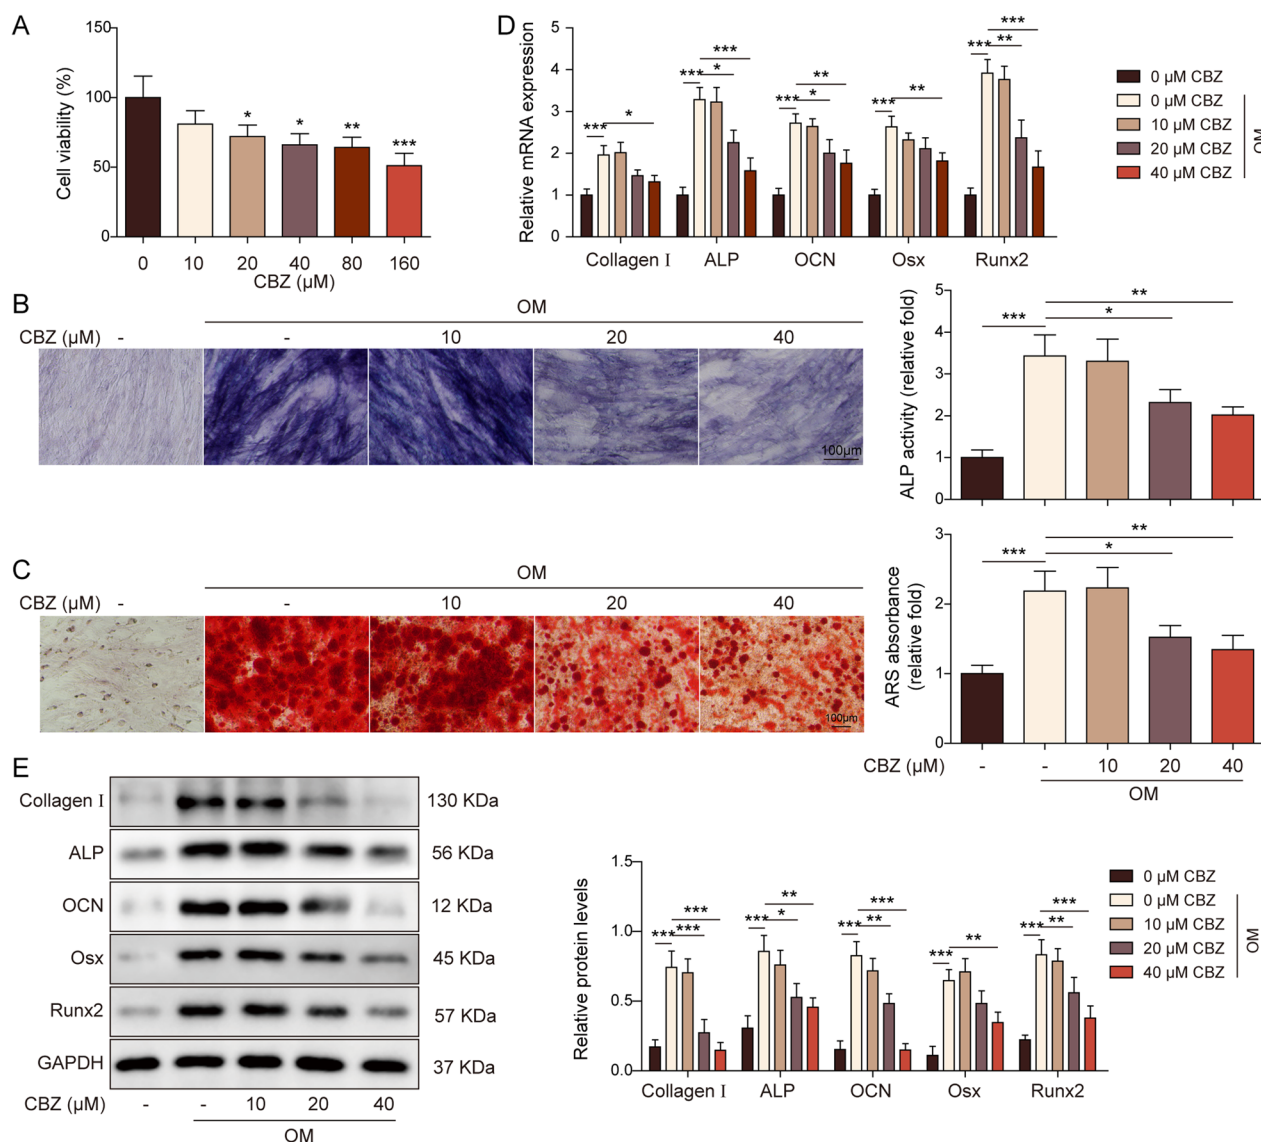 A
150
100
50
0
Cell viability (%)
* * ** ***
0 10 20 40 80 160
CBZ (µM)
D
5
4
3
2
1
0
Relative mRNA expression
*** *
*** * ***
*** * **
*** **
*** ** ***
Collagen I ALP OCN Osx Runx2
0 µM CBZ
0 µM CBZ
10 µM CBZ
20 µM CBZ
40 µM CBZ
OM
B
OM
CBZ (µM) - - 10 20 40
100µm
5
4
3
2
1
0
ALP activity (relative fold)
**
*
***
C
OM
CBZ (µM) - - 10 20 40
100µm
3
2
1
0
ARS absorbance
(relative fold)
**
*
***
CBZ (µM) - - 10 20 40
OM
E
Collagen I 130 KDa
ALP 56 KDa
OCN 12 KDa
Osx 45 KDa
Runx2 57 KDa
GAPDH 37 KDa
CBZ (µM) - - 10 20 40
OM
1.5
1.0
0.5
0.0
Relative protein levels
*** *** ***
*** * **
*** ** ***
*** **
*** ** ***
Collagen I ALP OCN Osx Runx2
0 µM CBZ
0 µM CBZ
10 µM CBZ
20 µM CBZ
40 µM CBZ
OM